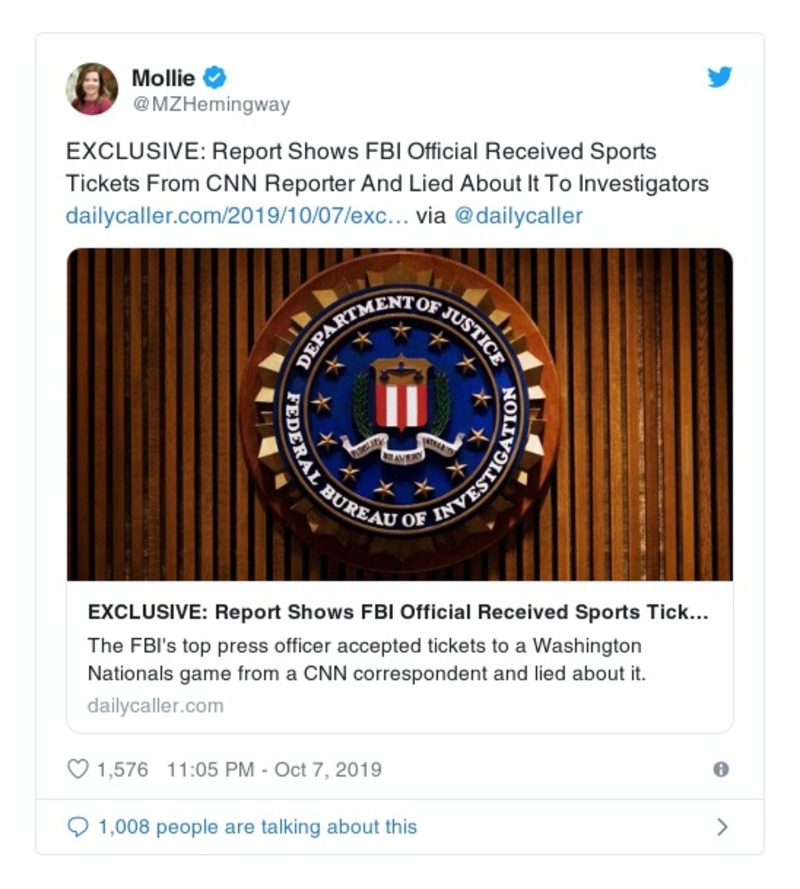 Mollie
@MZHemingway
EXCLUSIVE: Report Shows FBI Official Received Sports
Tickets From CNN Reporter And Lied About It To Investigators
dailycaller.com/2019/10/07/exc… via @dailycaller
DEPARTMENT OF JUSTICE
FEDERAL BUREAU OF INVESTIGATION
FIDELITY BRAVERY INTEGRITY
EXCLUSIVE: Report Shows FBI Official Received Sports Tick…
The FBI's top press officer accepted tickets to a Washington
Nationals game from a CNN correspondent and lied about it.
dailycaller.com
1,576 11:05 PM - Oct 7, 2019
1,008 people are talking about this